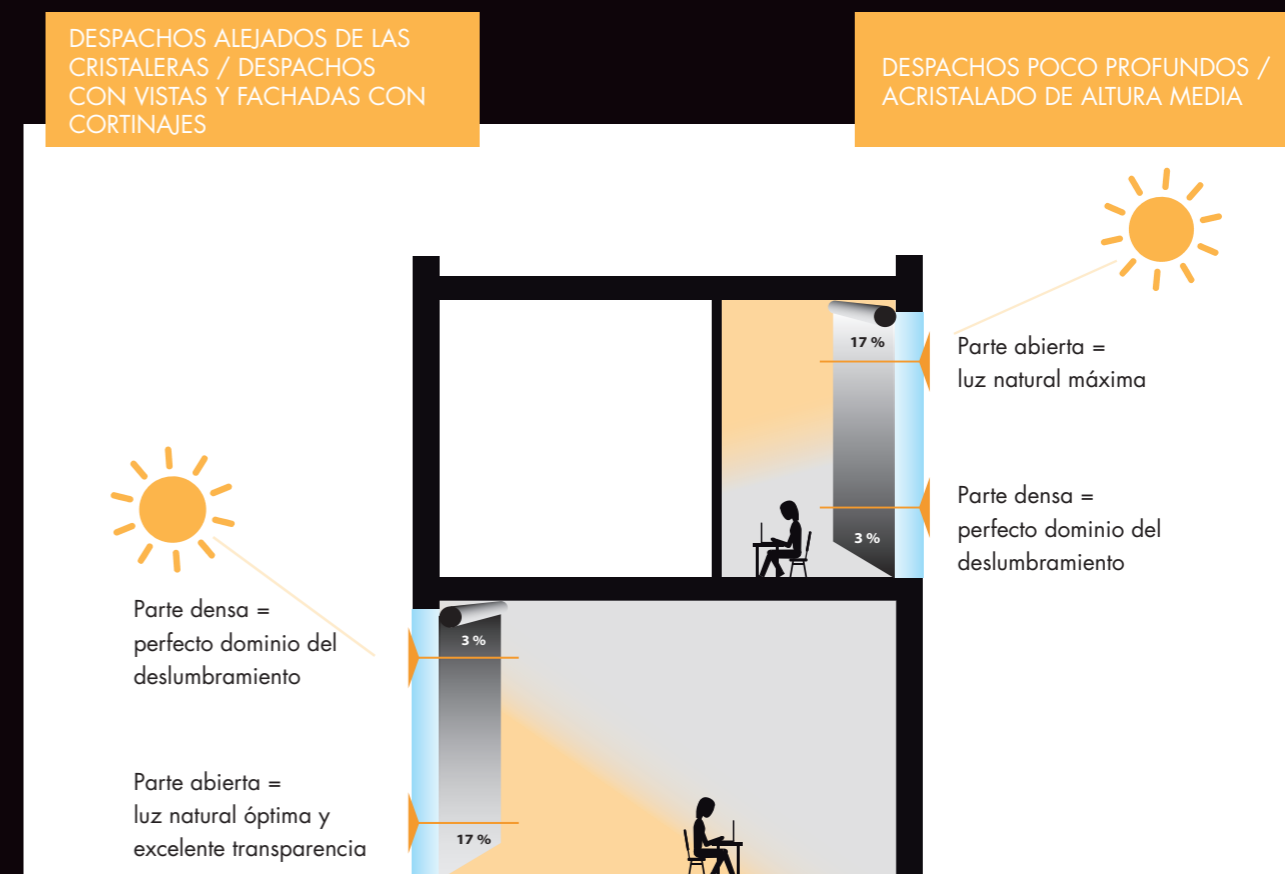 DESPACHOS ALEJADOS DE LAS
CRISTALERAS / DESPACHOS
CON VISTAS Y FACHADAS CON
CORTINAJES
DESPACHOS POCO PROFUNDOS /
ACRISTALADO DE ALTURA MEDIA
17 %
Parte abierta =
luz natural máxima
Parte densa =
perfecto dominio del
deslumbramiento
3 %
Parte densa =
perfecto dominio del
deslumbramiento
3 %
Parte abierta =
luz natural óptima y
excelente transparencia
17 %